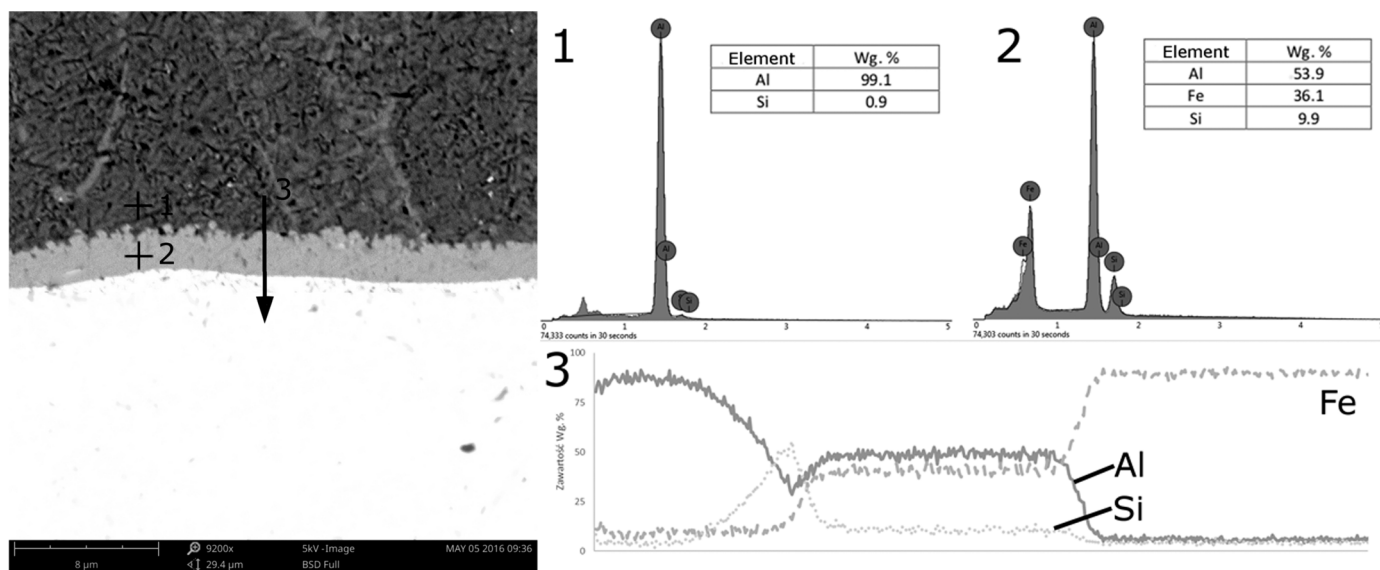 1
2
3
8 µm
9200x
29.4 µm
5kV -Image
BSD Full
MAY 05 2016 09:36
1
Al
Al
Si
Element Wg. %
Al 99.1
Si 0.9
0 1 2 3 4 5
74,333 counts in 30 seconds
2
Al
Fe
Fe
Al
Si
Si
Element Wg. %
Al 53.9
Fe 36.1
Si 9.9
0 1 2 3 4
74,303 counts in 30 seconds
3
Zawartość Wg. %
100
75
50
25
0
Fe
Al
Si